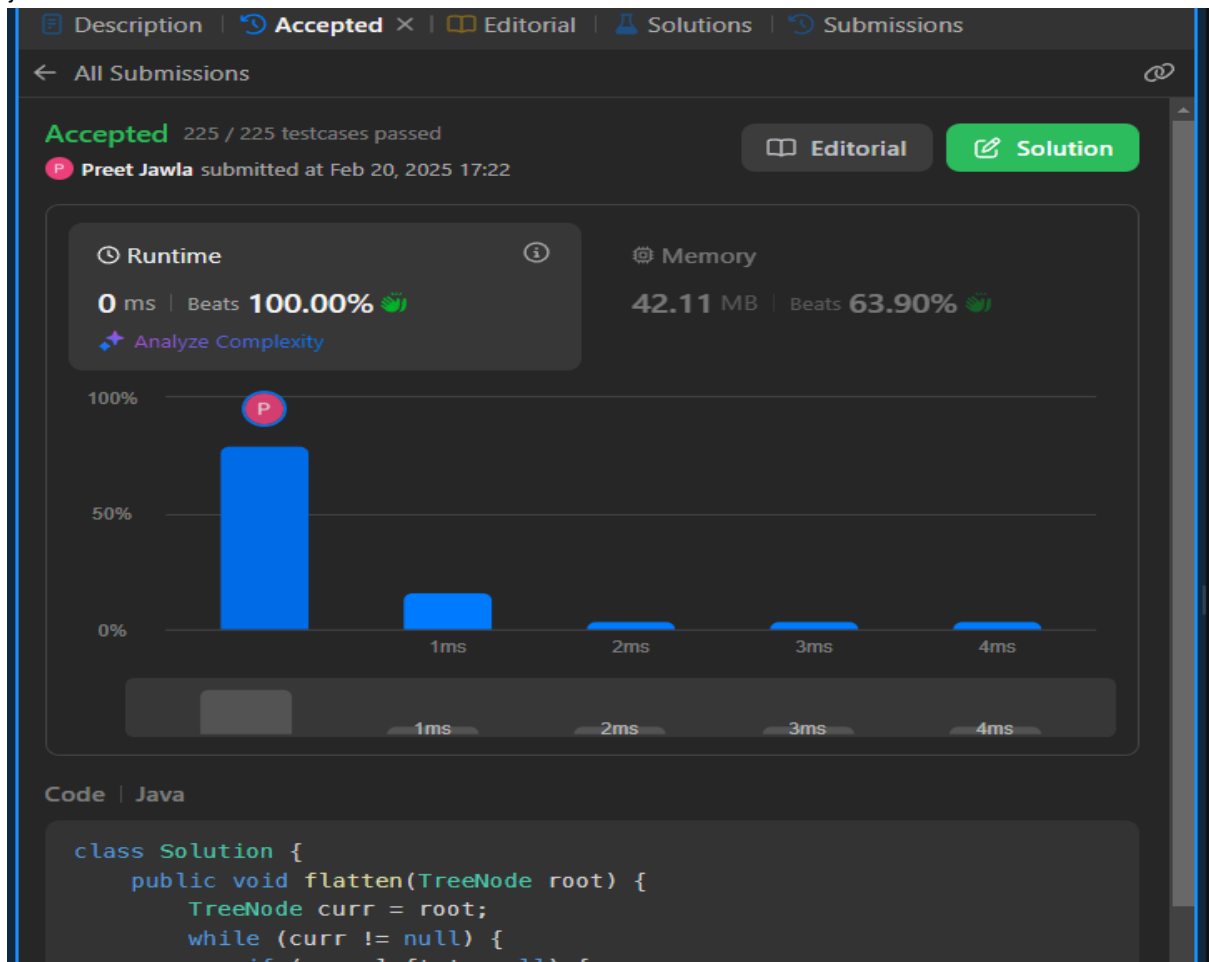 Description | Accepted × | Editorial | Solutions | Submissions
All Submissions
Accepted 225 / 225 testcases passed
Editorial
Solution
P Preet Jawla submitted at Feb 20, 2025 17:22
Runtime
0 ms | Beats 100.00%
Analyze Complexity
Memory
42.11 MB | Beats 63.90%
100%
P
50%
0%
1ms 2ms 3ms 4ms
1ms 2ms 3ms 4ms
Code | Java
class Solution {
public void flatten(TreeNode root) {
TreeNode curr = root;
while (curr != null) {